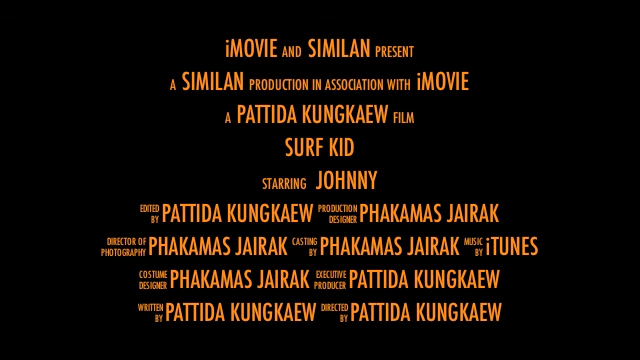 iMOVIE AND SIMILAN PRESENT
A SIMILAN PRODUCTION IN ASSOCIATION WITH iMOVIE
A PATTIDA KUNGKAEW FILM
SURF KID
STARRING JOHNNY
EDITED BY PATTIDA KUNGKAEW PRODUCTION DESIGNER PHAKAMAS JAIRAK
DIRECTOR OF PHOTOGRAPHY PHAKAMAS JAIRAK CASTING BY PHAKAMAS JAIRAK MUSIC BY iTUNES
COSTUME DESIGNER PHAKAMAS JAIRAK EXECUTIVE PRODUCER PATTIDA KUNGKAEW
WRITTEN BY PATTIDA KUNGKAEW DIRECTED BY PATTIDA KUNGKAEW